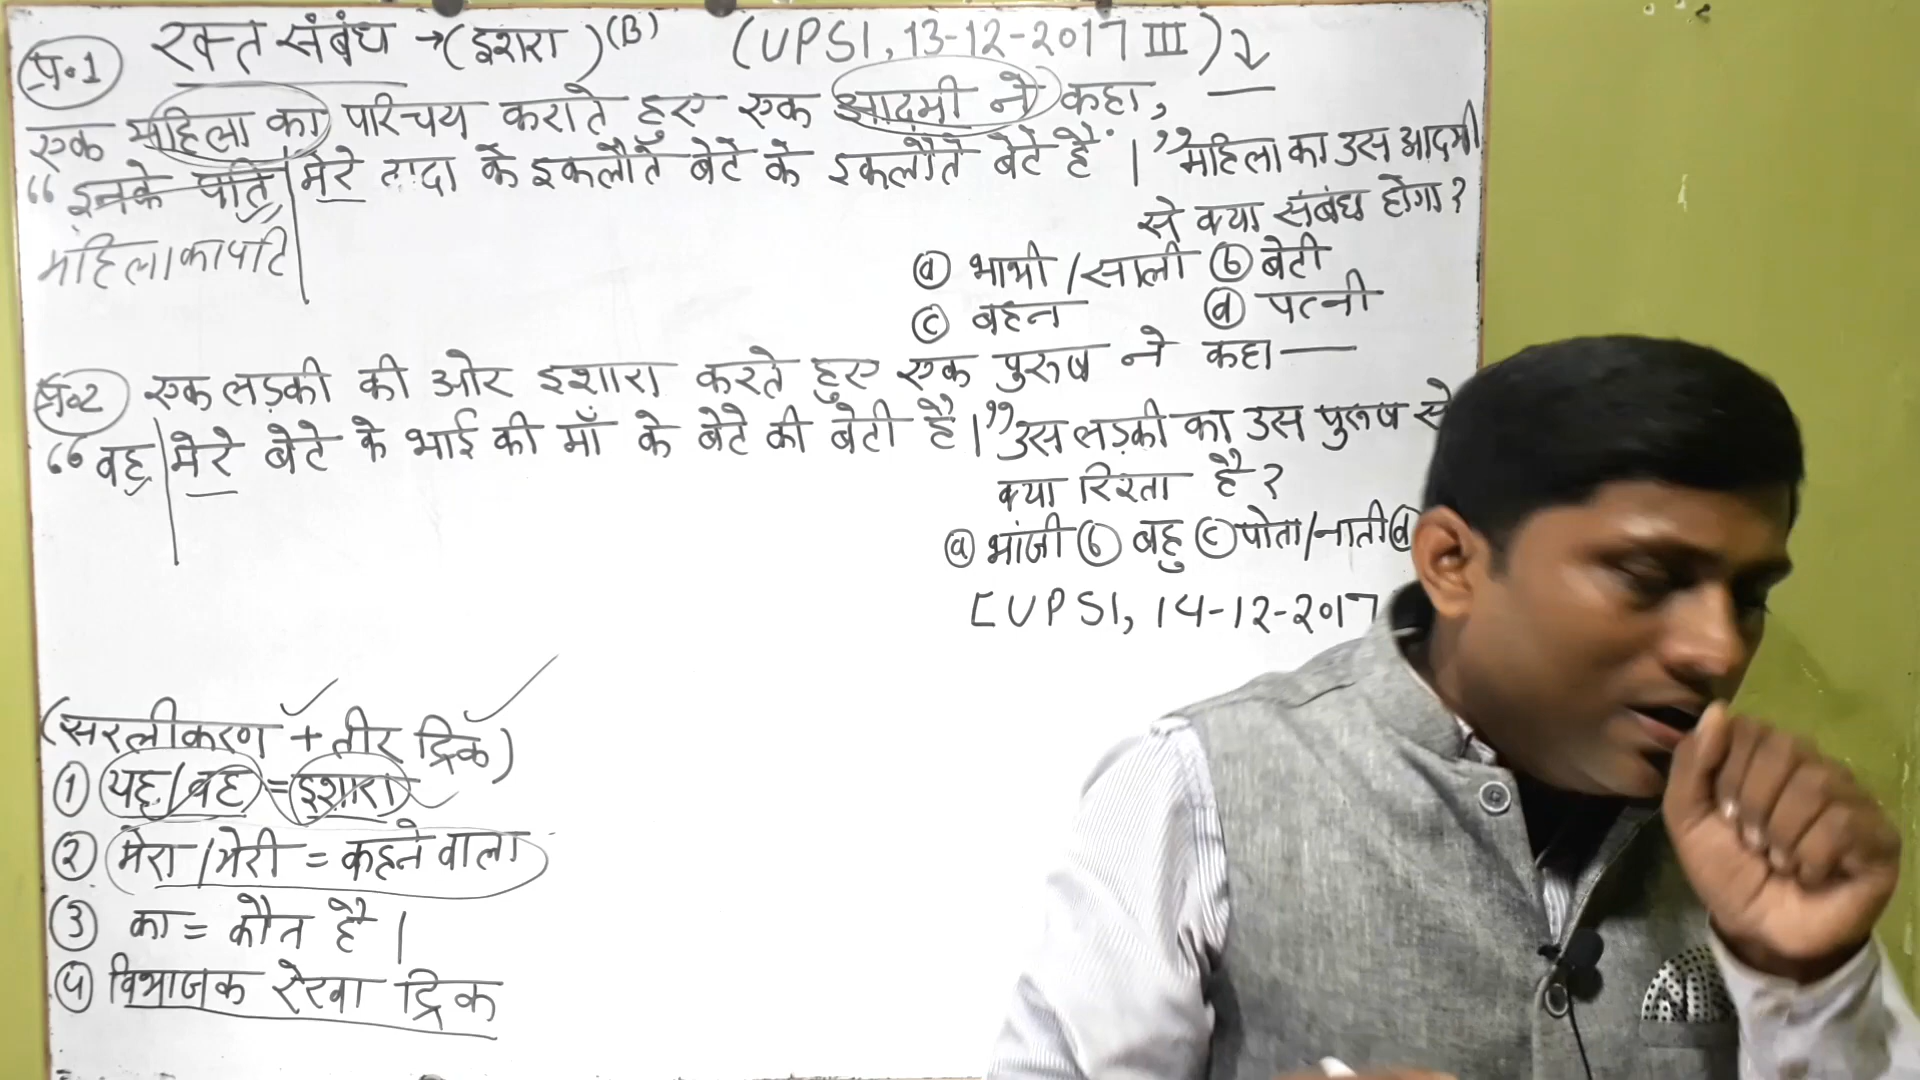 रक्त संबंध → (इशारा)(B) (UPSI, 13-12-2017 III)
प्र.1 एक महिला का परिचय कराते हुए एक आदमी ने कहा, —
“इनके पति मेरे दादा के इकलौते बेटे के इकलौते बेटे हैं।” महिला का उस आदमी
से क्या संबंध होगा?
महिला का पति
(a) भाभी/साली (b) बेटी
(c) बहन (d) पत्नी
प्र.2 एक लड़की की ओर इशारा करते हुए एक पुरुष ने कहा —
“वह मेरे बेटे के भाई की माँ के बेटे की बेटी है।” उस लड़की का उस पुरुष से
क्या रिश्ता है?
(a) भांजी (b) बहु (c) पोता/नाती (d)
[UPSI, 14-12-2017
(सरलीकरण + तीर ट्रिक)
① यह/वह = इशारा
② मेरा/मेरी = कहने वाला
③ का = कौन है।
④ विभाजक रेखा ट्रिक